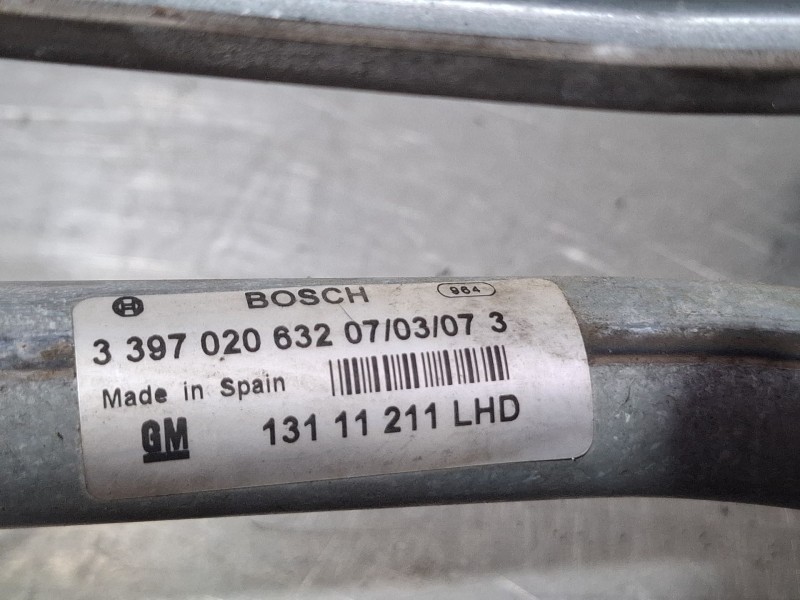 BOSCH 964
3 397 020 632 07/03/07 3
Made in Spain
GM 131 11 211 LHD